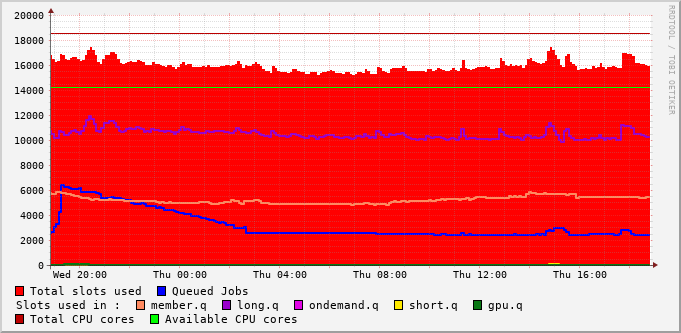 20000
18000
16000
14000
12000
10000
8000
6000
4000
2000
0
Wed 20:00 Thu 00:00 Thu 04:00 Thu 08:00 Thu 12:00 Thu 16:00
RRDTOOL / TOBI OETIKER
Total slots used Queued Jobs
Slots used in : member.q long.q ondemand.q short.q gpu.q
Total CPU cores Available CPU cores